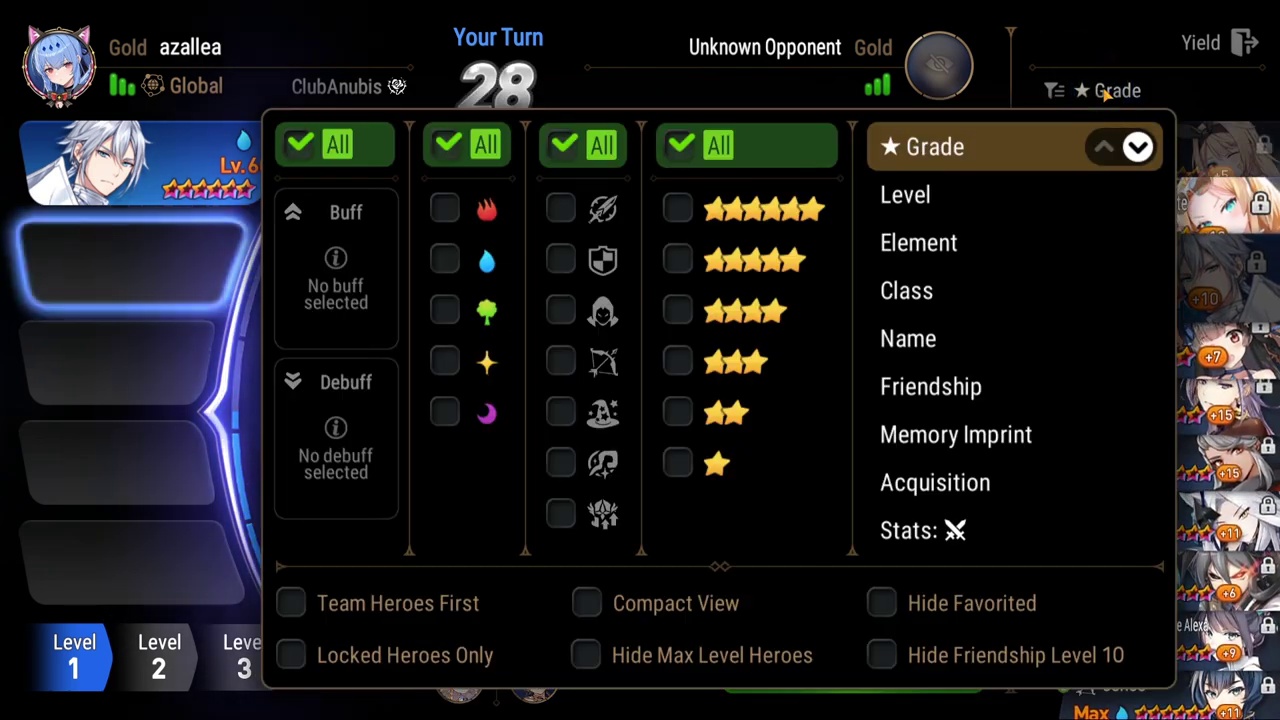 Gold azallea
Global
ClubAnubis
Your Turn
28
Unknown Opponent Gold
Yield
Grade
Lv.6
All
All
All
All
Grade
Level
Element
Class
Name
Friendship
Memory Imprint
Acquisition
Stats:
Buff
No buff
selected
Debuff
No debuff
selected
Team Heroes First
Compact View
Hide Favorited
Locked Heroes Only
Hide Max Level Heroes
Hide Friendship Level 10
Level
1
Level
2
Leve
3
+10
+7
+15
+15
+11
+6
+9
+11
Max